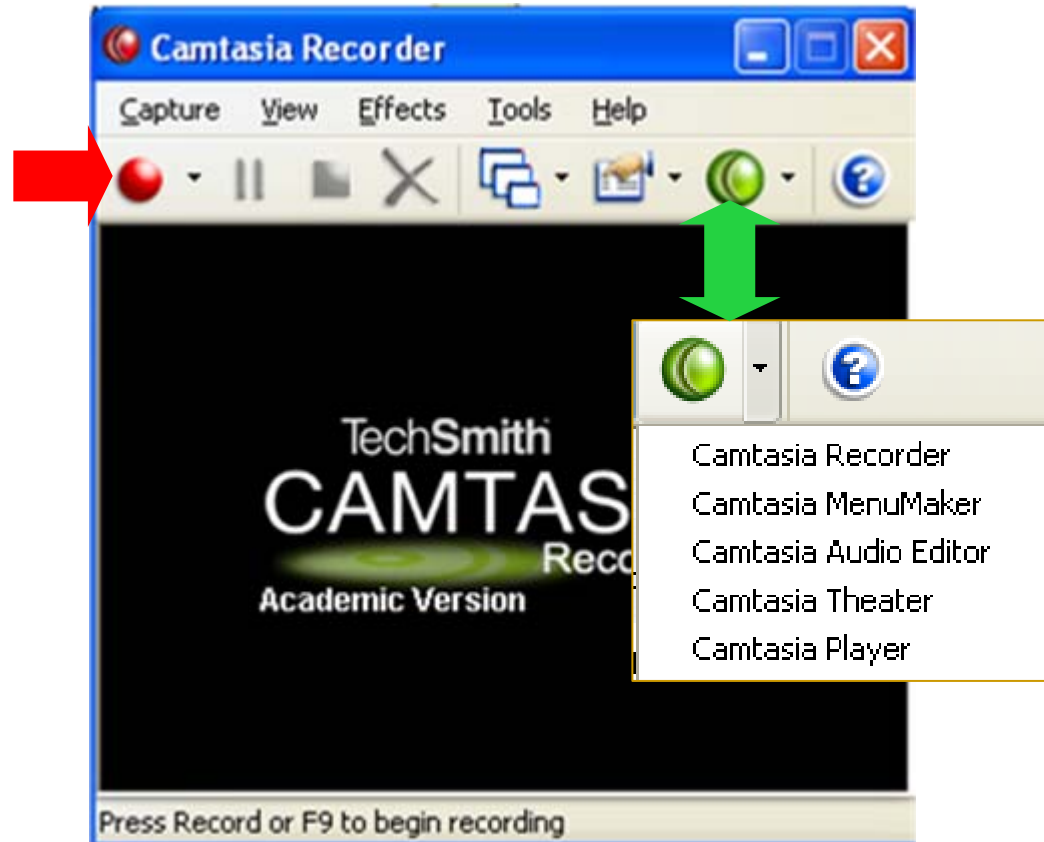 Camtasia Recorder
Capture View Effects Tools Help
TechSmith
CAMTAS
Reco
Academic Version
Camtasia Recorder
Camtasia MenuMaker
Camtasia Audio Editor
Camtasia Theater
Camtasia Player
Press Record or F9 to begin recording